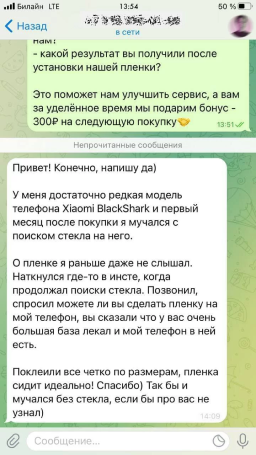 Билайн LTE 13:54 50 %
Назад
в сети
нам?
- какой результат вы получили после
установки нашей пленки?
Это поможет нам улучшить сервис, а вам
за уделённое время мы подарим бонус -
300₽ на следующую покупку🤝
13:51
Непрочитанные сообщения
Привет! Конечно, напишу да)
У меня достаточно редкая модель
телефона Xiaomi BlackShark и первый
месяц после покупки я мучался с
поиском стекла на него.
О пленке я раньше даже не слышал.
Наткнулся где-то в инсте, когда
продолжал поиски стекла. Позвонил,
спросил можете ли вы сделать пленку на
мой телефон, вы сказали что у вас очень
большая база лекал и мой телефон в ней
есть.
Поклеили все четко по размерам, пленка
сидит идеально! Спасибо) Так бы и
мучался без стекла, если бы про вас не
узнал)
14:09
Сообщение...